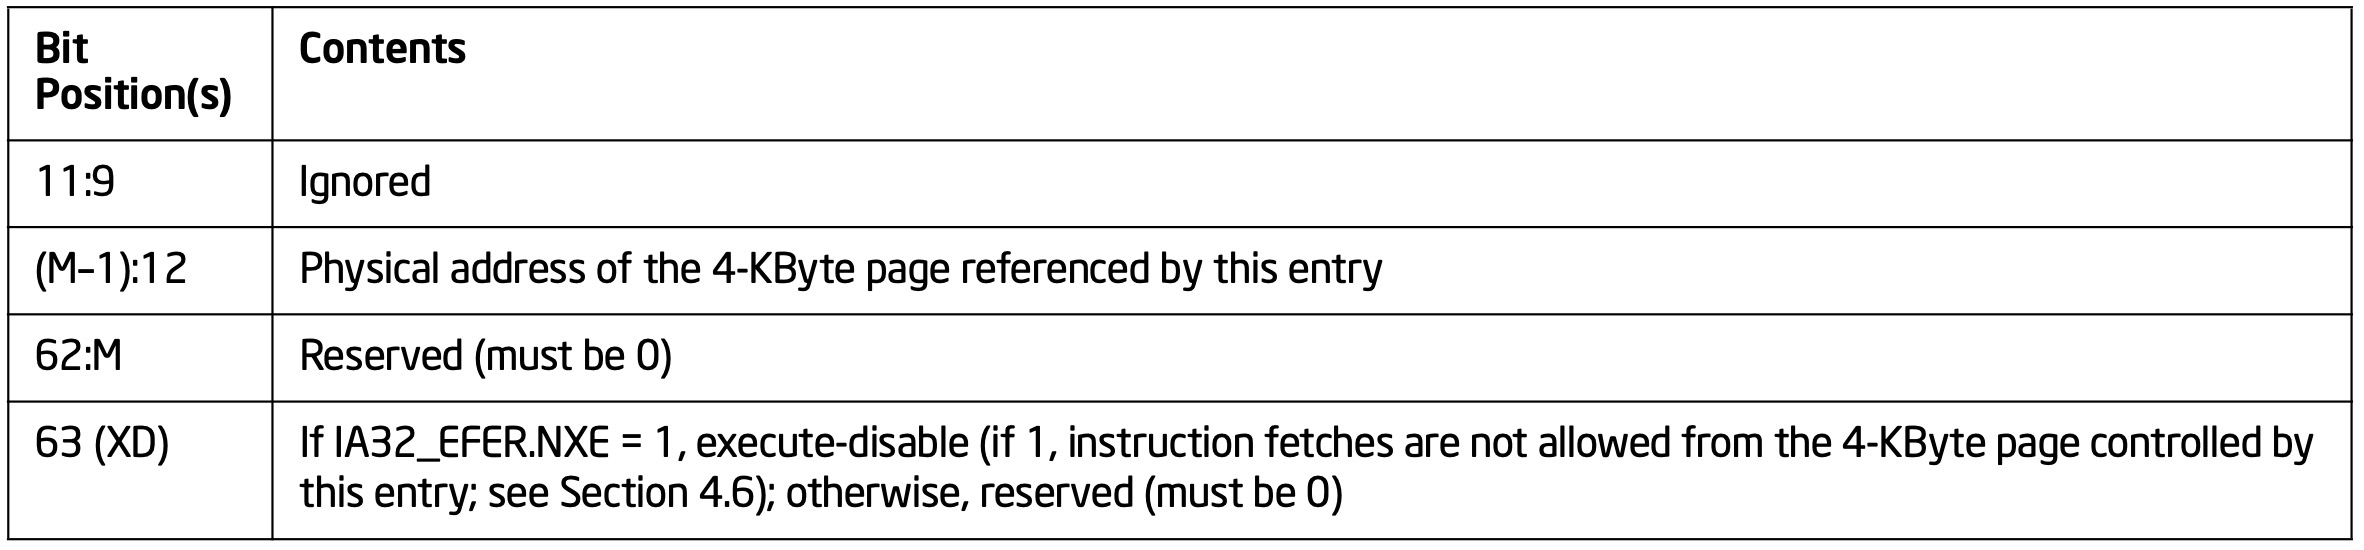 Bit
Position(s)
Contents
11:9
Ignored
(M–1):12
Physical address of the 4-KByte page referenced by this entry
62:M
Reserved (must be 0)
63 (XD)
If IA32_EFER.NXE = 1, execute-disable (if 1, instruction fetches are not allowed from the 4-KByte page controlled by
this entry; see Section 4.6); otherwise, reserved (must be 0)